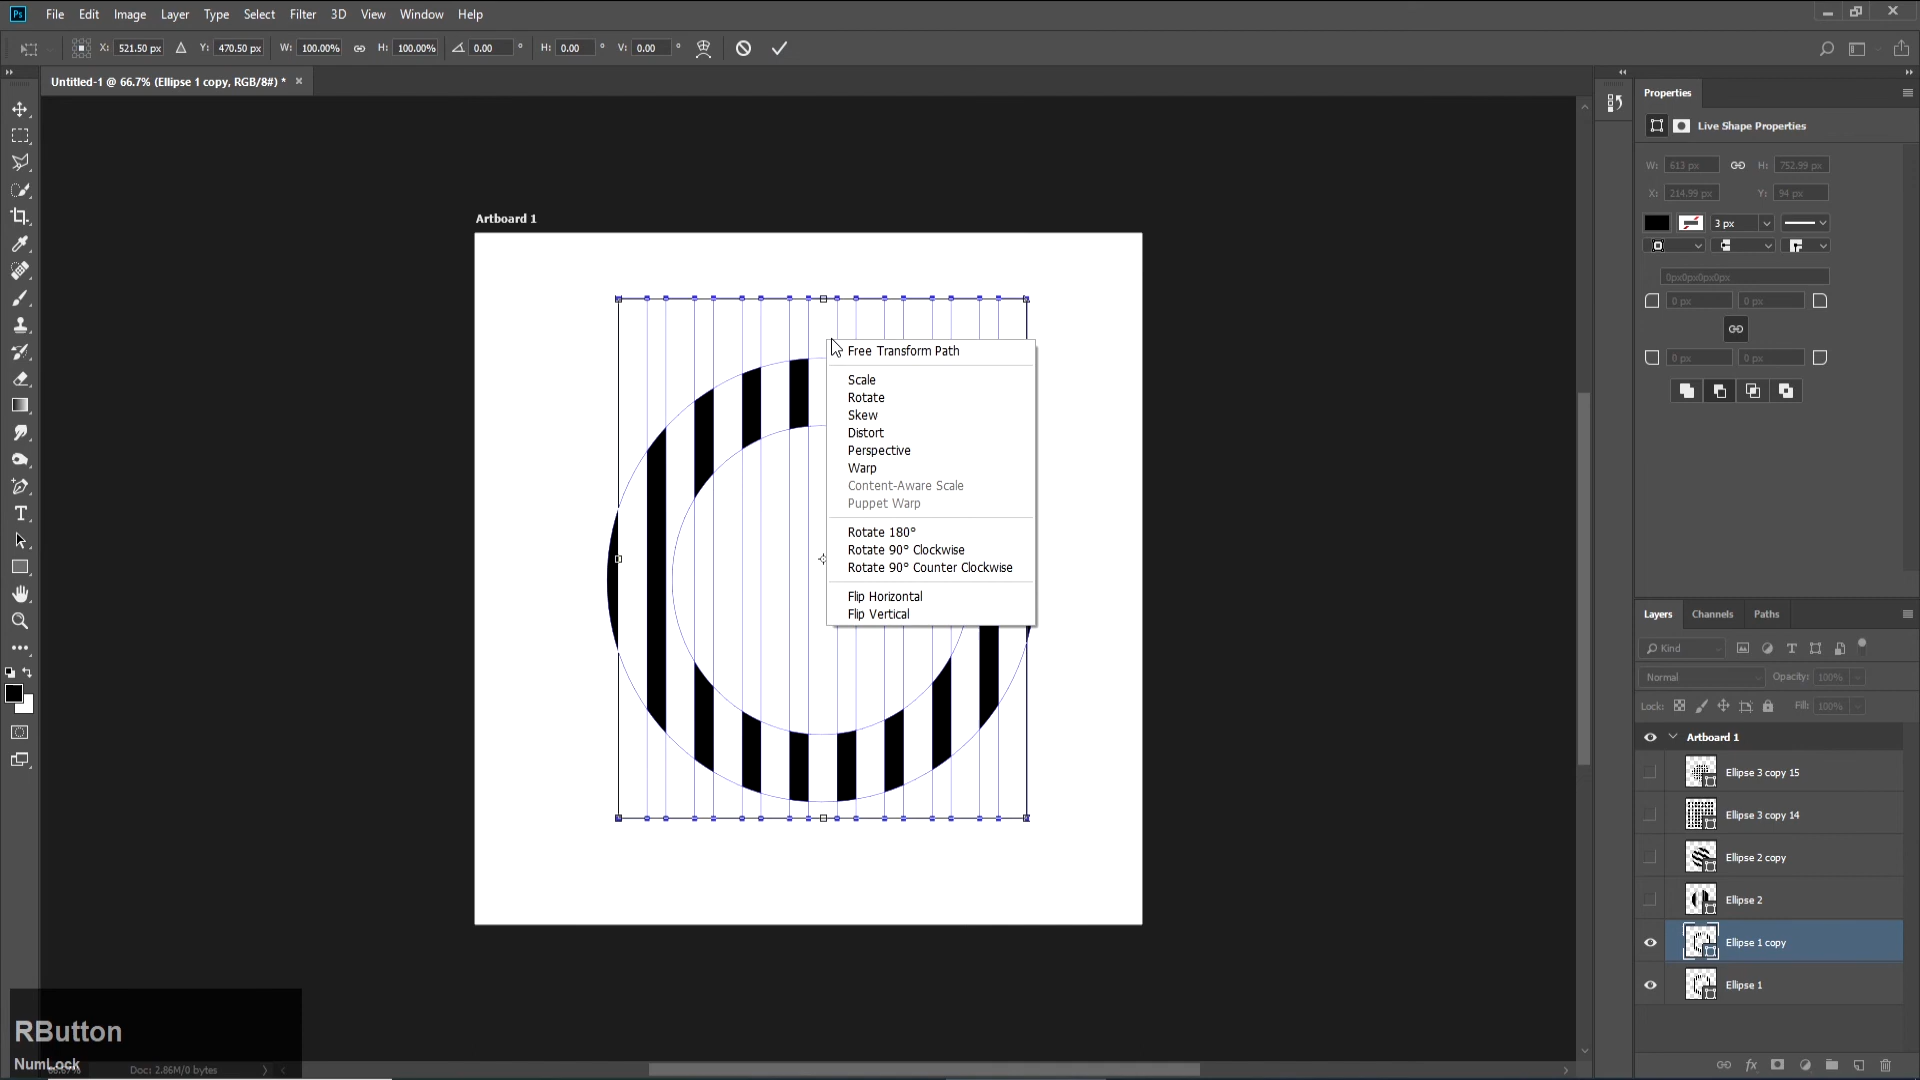 Ps File Edit Image Layer Type Select Filter 3D View Window Help
X: 521.50 px Y: 470.50 px W: 100.00% H: 100.00% 0.00 ° H: 0.00 ° V: 0.00 °
Untitled-1 @ 66.7% (Ellipse 1 copy, RGB/8#) *
Artboard 1
Free Transform Path
Scale
Rotate
Skew
Distort
Perspective
Warp
Content-Aware Scale
Puppet Warp
Rotate 180°
Rotate 90° Clockwise
Rotate 90° Counter Clockwise
Flip Horizontal
Flip Vertical
Properties
Live Shape Properties
W: 613 px H: 752.99 px
X: 214.99 px Y: 94 px
3 px
0px0px0px0px
0 px 0 px
0 px 0 px
Layers Channels Paths
Kind
Normal Opacity: 100%
Lock: Fill: 100%
Artboard 1
Ellipse 3 copy 15
Ellipse 3 copy 14
Ellipse 2 copy
Ellipse 2
Ellipse 1 copy
Ellipse 1
RButton
NumLock
Doc: 2.86M/0 bytes